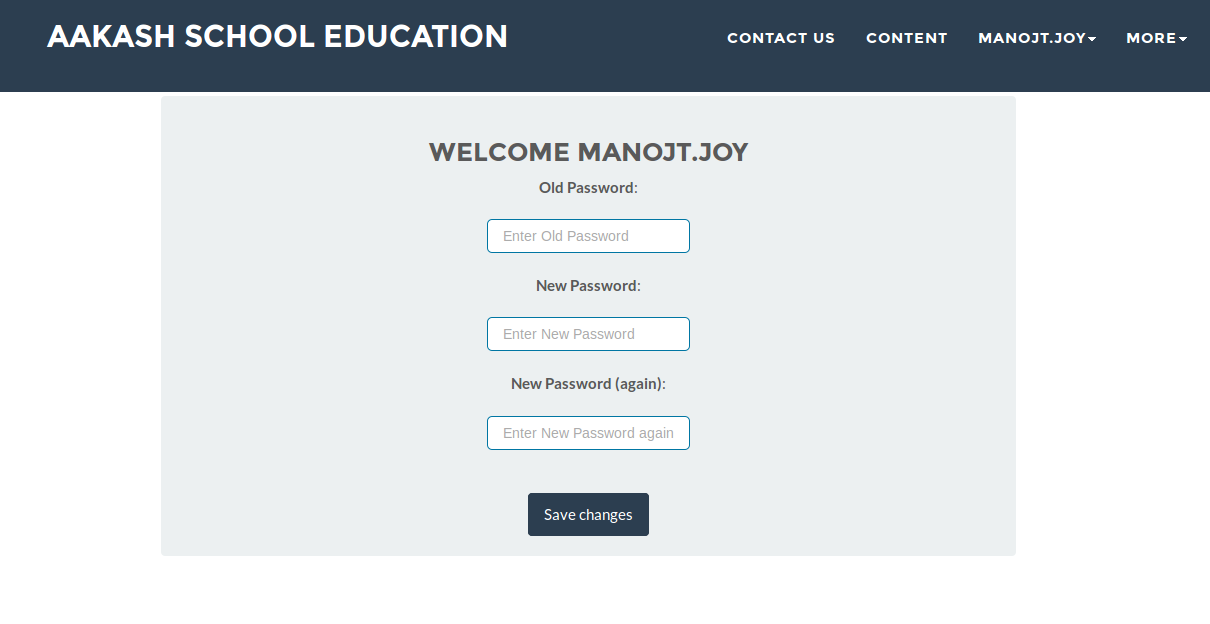 AAKASH SCHOOL EDUCATION
CONTACT US CONTENT MANOJT.JOY MORE
WELCOME MANOJT.JOY
Old Password:
Enter Old Password
New Password:
Enter New Password
New Password (again):
Enter New Password again
Save changes